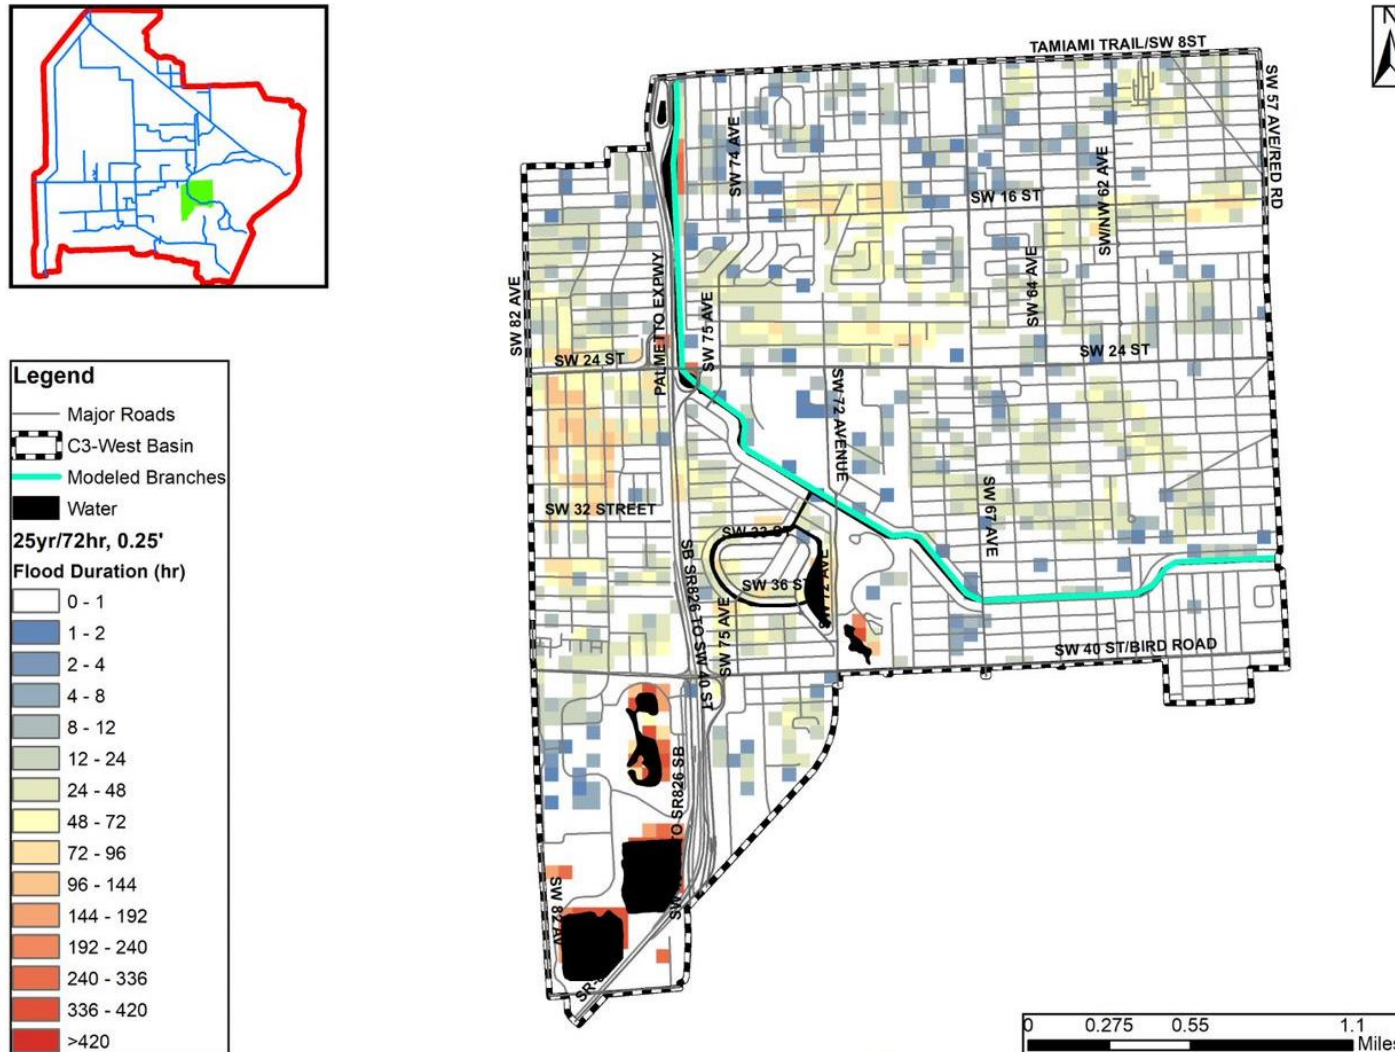 N
TAMIAMI TRAIL/SW 8ST
SW 57 AVE/RED RD
SW 74 AVE
SW/NW 62 AVE
SW 16 ST
SW 64 AVE
PALMETO EXPWY
SW 82 AVE
SW 75 AVE
SW 24 ST
SW 24 ST
SW 72 AVENUE
SW 67 AVE
SW 32 STREET
SW 36 ST
SB SR826 TO SW 40 ST
SW 75 AVE
SW 40 ST/BIRD ROAD
TO SR826 SB
SW 82 AV
Legend
Major Roads
C3-West Basin
Modeled Branches
Water
25yr/72hr, 0.25'
Flood Duration (hr)
0 - 1
1 - 2
2 - 4
4 - 8
8 - 12
12 - 24
24 - 48
48 - 72
72 - 96
96 - 144
144 - 192
192 - 240
240 - 336
336 - 420
>420
0 0.275 0.55 1.1
Miles